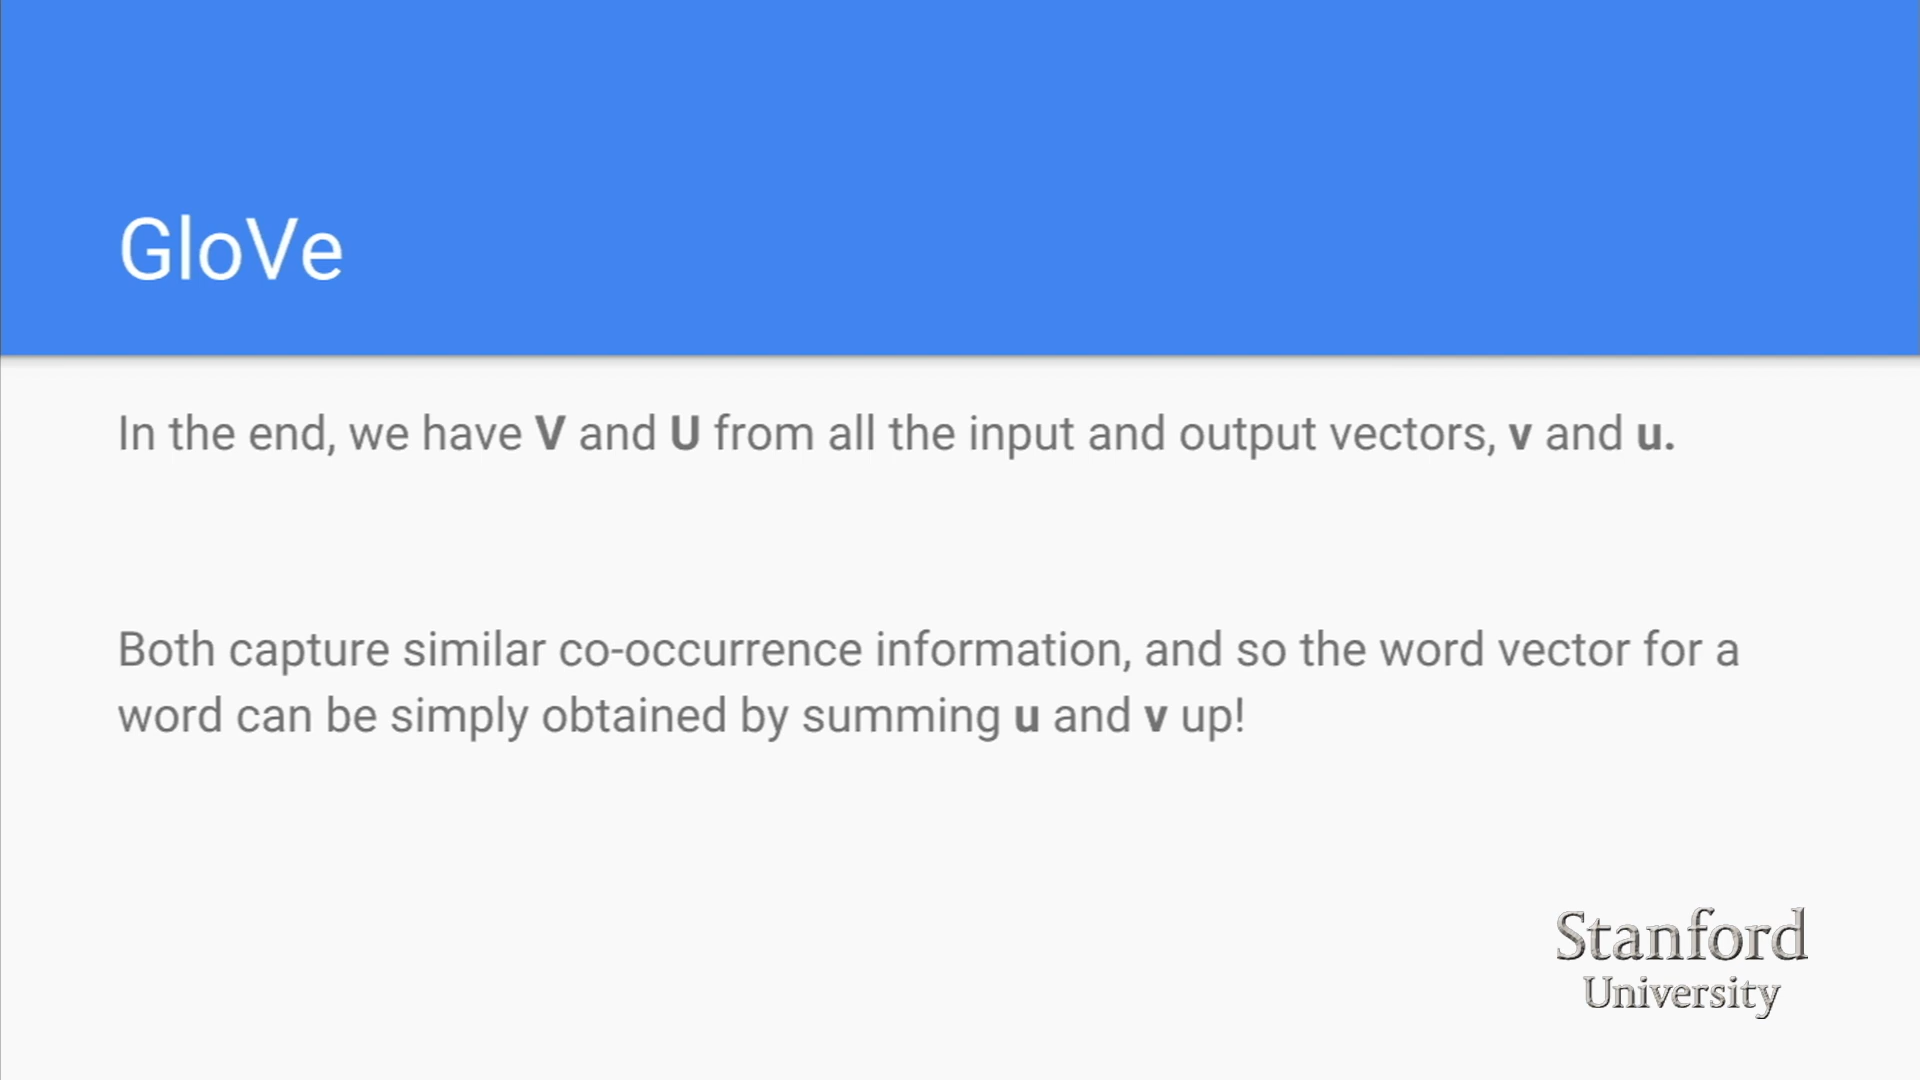 GloVe
In the end, we have V and U from all the input and output vectors, v and u.
Both capture similar co-occurrence information, and so the word vector for a
word can be simply obtained by summing u and v up!
Stanford
University